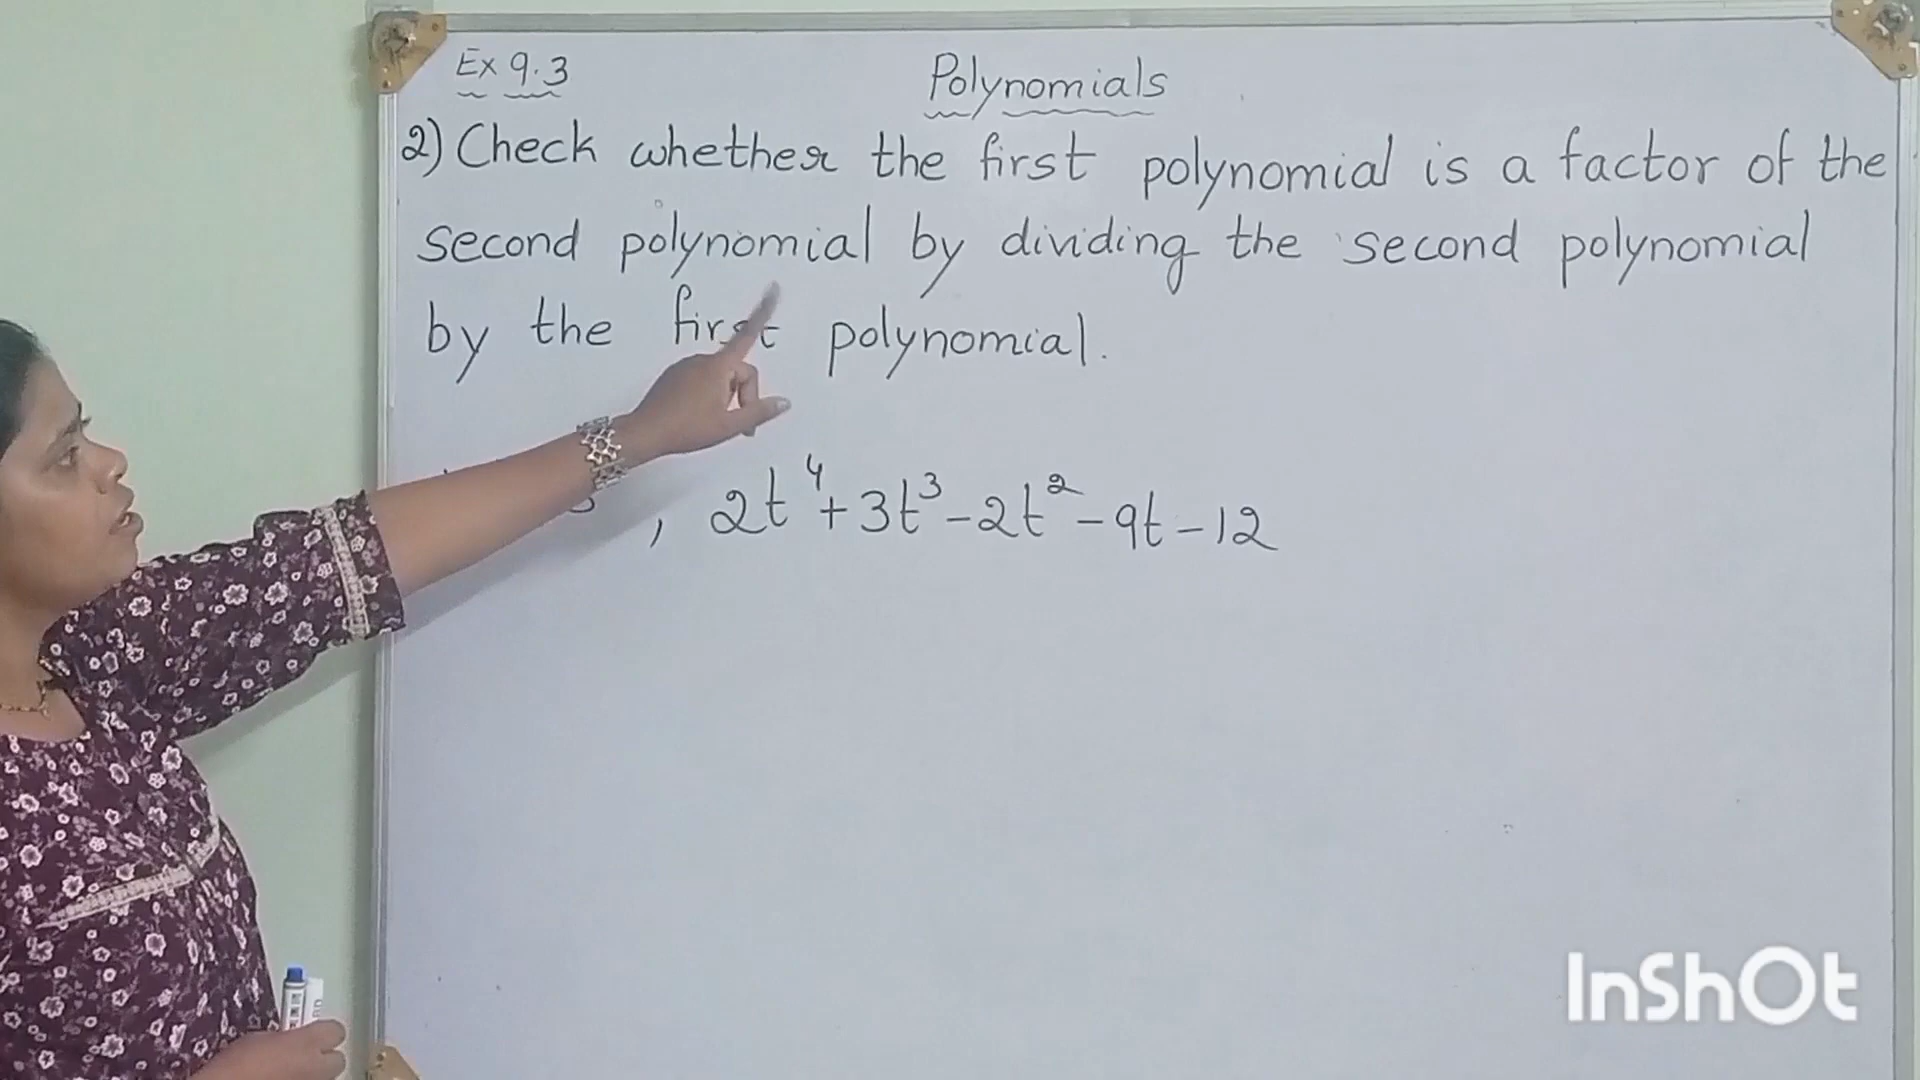 Ex 9.3
Polynomials
2) Check whether the first polynomial is a factor of the
second polynomial by dividing the second polynomial
by the first polynomial.
, 2t⁴+3t³-2t²-9t-12
InShOt